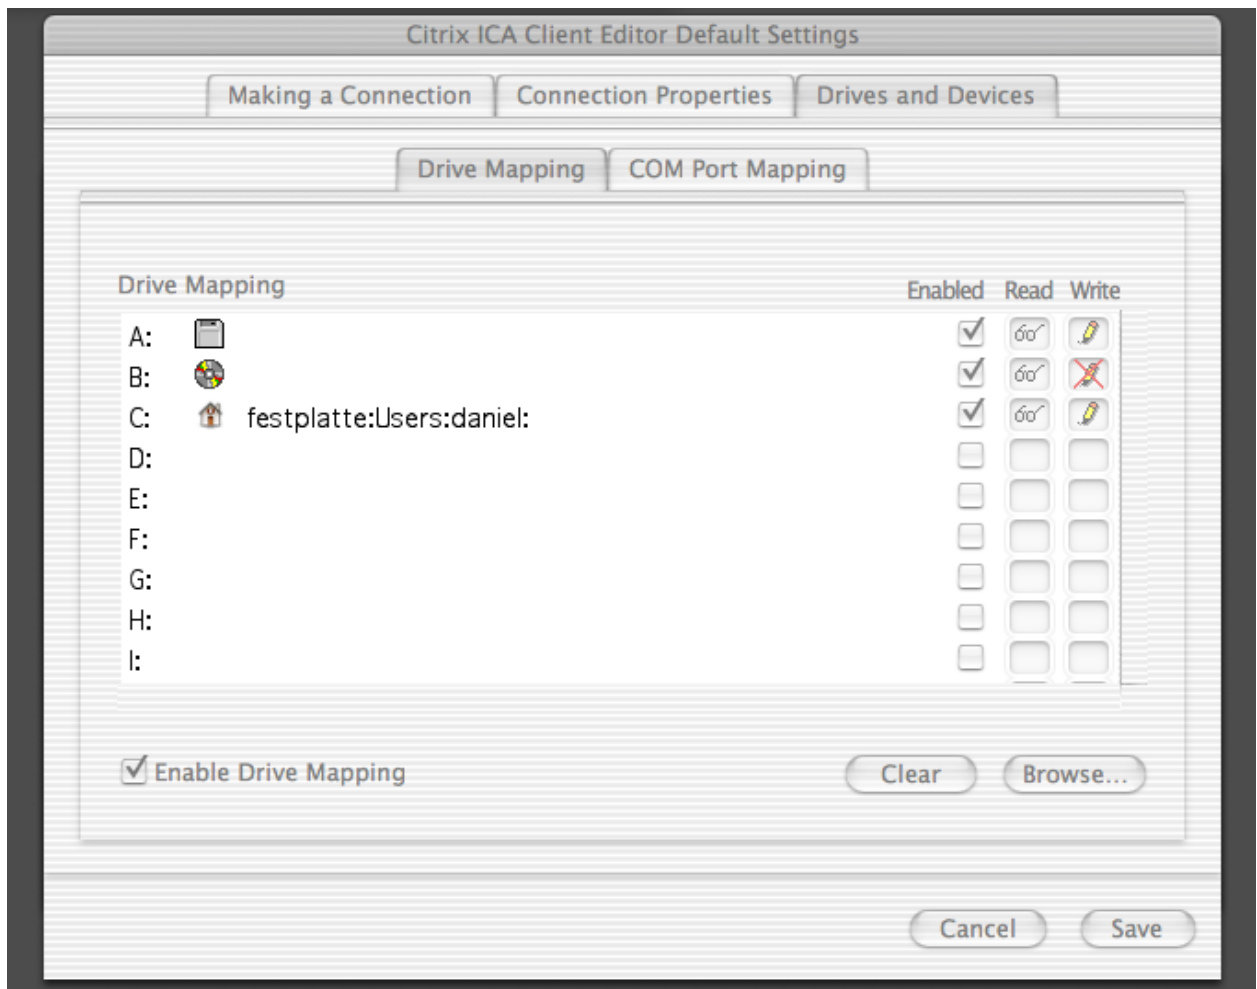 Citrix ICA Client Editor Default Settings
Making a Connection Connection Properties Drives and Devices
Drive Mapping COM Port Mapping
Drive Mapping Enabled Read Write
A:
B:
C: festplatte:Users:daniel:
D:
E:
F:
G:
H:
I:
Enable Drive Mapping Clear Browse...
Cancel Save